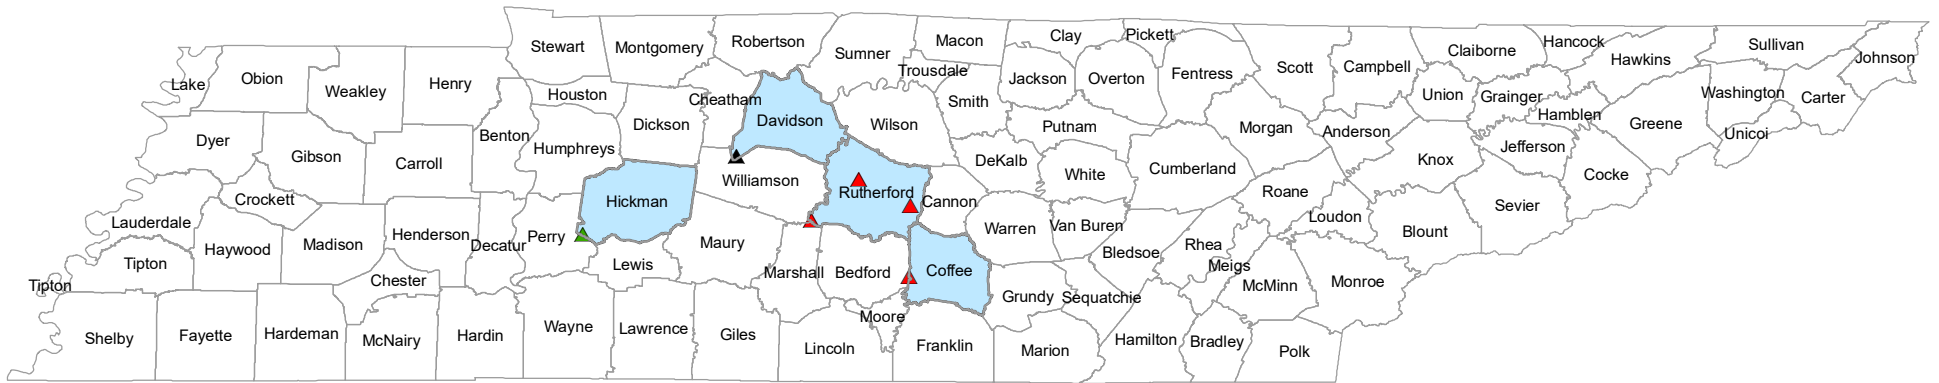 Stewart
Montgomery
Robertson
Sumner
Macon
Clay
Pickett
Hancock
Claiborne
Sullivan
Johnson
Hawkins
Lake
Obion
Weakley
Henry
Houston
Cheatham
Trousdale
Jackson
Overton
Fentress
Scott
Campbell
Union
Grainger
Hamblen
Washington
Carter
Smith
Dyer
Gibson
Carroll
Benton
Humphreys
Dickson
Davidson
Wilson
Putnam
Morgan
Anderson
Greene
Unicoi
Jefferson
Knox
Cocke
DeKalb
White
Cumberland
Roane
Crockett
Williamson
Hickman
Rutherford
Cannon
Warren
Van Buren
Loudon
Sevier
Blount
Lauderdale
Haywood
Madison
Henderson
Decatur
Perry
Lewis
Maury
Marshall
Bedford
Coffee
Bledsoe
Rhea
Meigs
McMinn
Monroe
Tipton
Tipton
Chester
Grundy
Sequatchie
Moore
Shelby
Fayette
Hardeman
McNairy
Hardin
Wayne
Lawrence
Giles
Lincoln
Franklin
Marion
Hamilton
Bradley
Polk